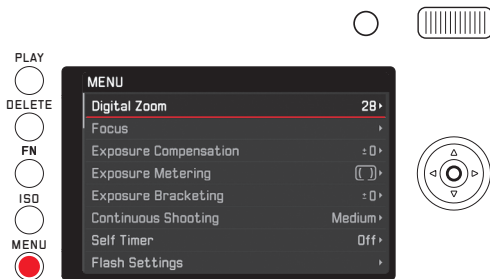 PLAY
DELETE
FN
ISO
MENU
MENU
Digital Zoom 28
Focus
Exposure Compensation ±0
Exposure Metering
Exposure Bracketing ±0
Continuous Shooting Medium
Self Timer Off
Flash Settings